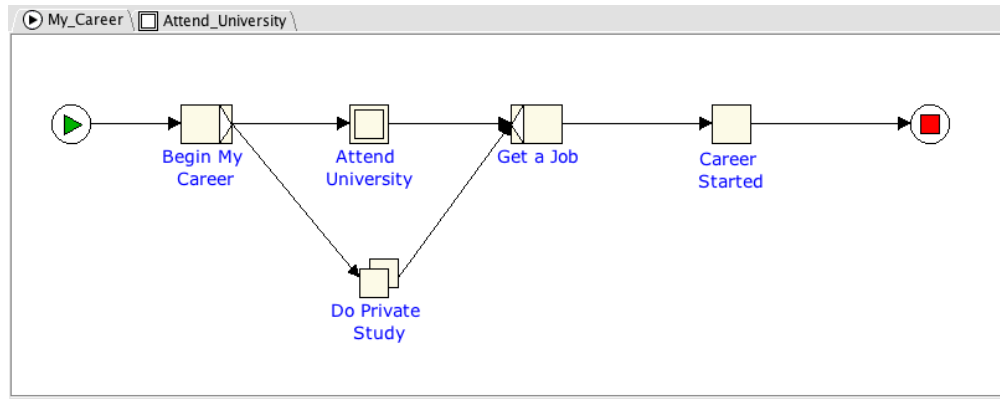 My_Career
Attend_University
Begin My
Career
Attend
University
Get a Job
Career
Started
Do Private
Study